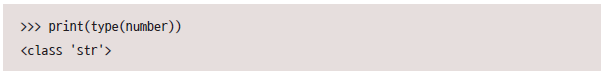 >>> print(type(number))
<class 'str'>